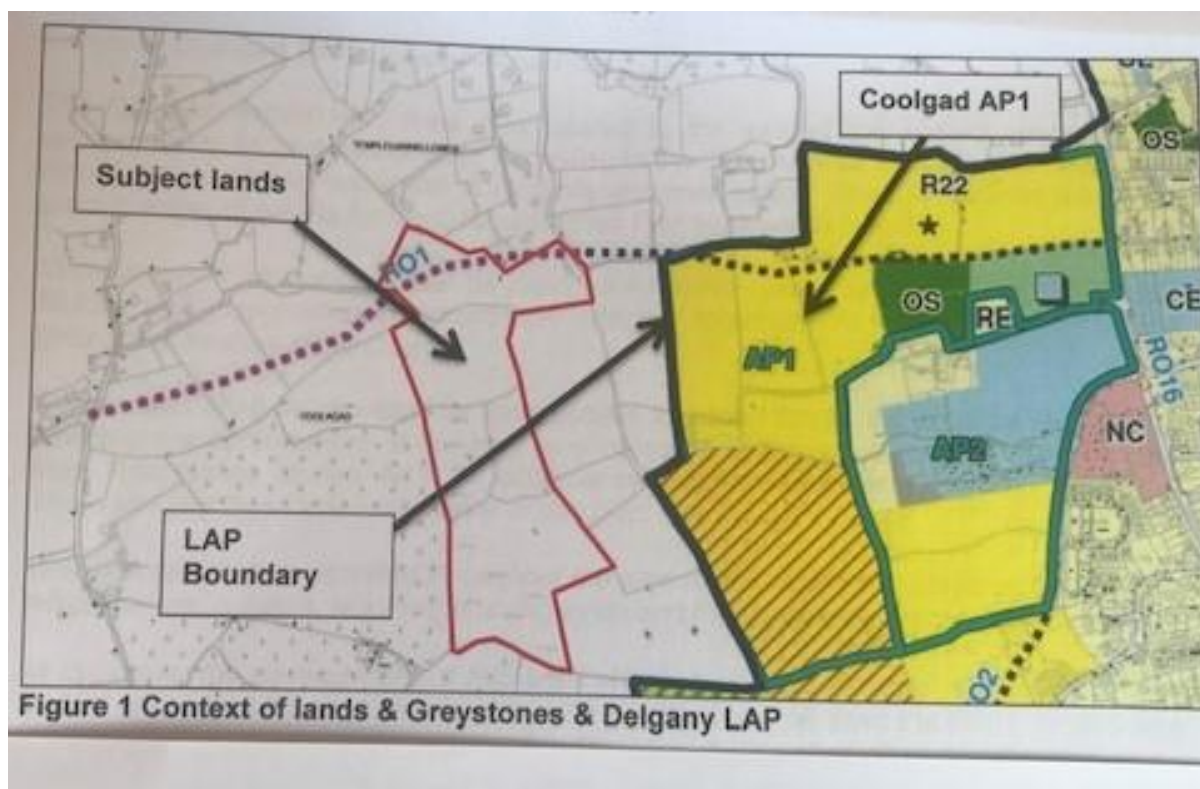 Coolgad AP1
OS
Subject lands
R22
RO1
OS
RE
CE
AP1
RO16
AP2
NC
LAP
Boundary
RO2
Figure 1 Context of lands & Greystones & Delgany LAP